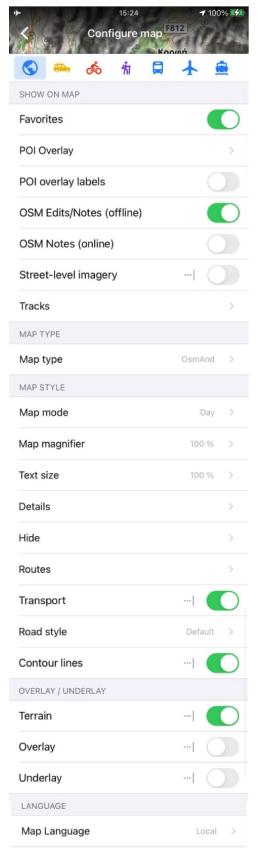 15:24
100%
F812
Configure map
Κορφή
SHOW ON MAP
Favorites
POI Overlay
POI overlay labels
OSM Edits/Notes (offline)
OSM Notes (online)
Street-level imagery
Tracks
MAP TYPE
Map type OsmAnd
MAP STYLE
Map mode Day
Map magnifier 100 %
Text size 100 %
Details
Hide
Routes
Transport
Road style Default
Contour lines
OVERLAY / UNDERLAY
Terrain
Overlay
Underlay
LANGUAGE
Map Language Local